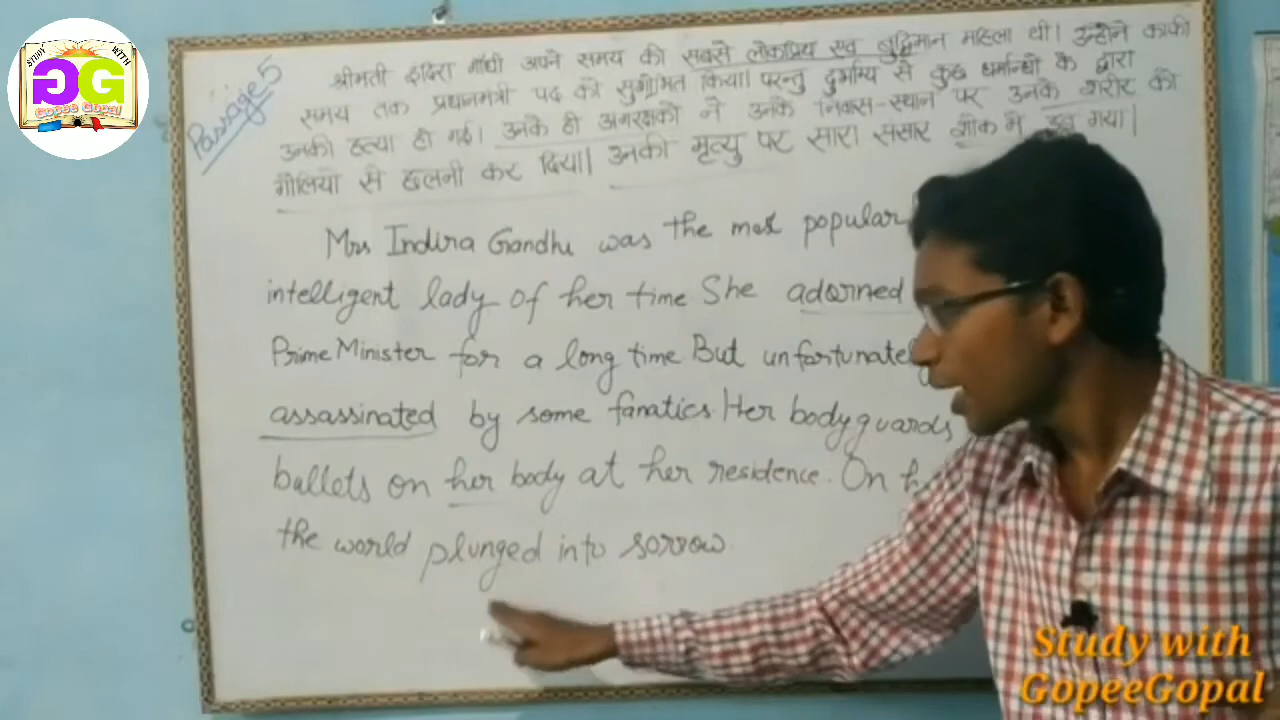 STUDY WITH
GG
Gopee Gopal
Passage 5
श्रीमती इंदिरा गाँधी अपने समय की सबसे लोकप्रिय एवं बुद्धिमान महिला थी। उन्होंने काफी
समय तक प्रधानमंत्री पद को सुशोभित किया। परन्तु दुर्भाग्य से कुछ धर्मान्धो के द्वारा
उनकी हत्या हो गई। उनके ही अंगरक्षको ने उनके निवास-स्थान पर उनके शरीर को
गोलियो से छलनी कर दिया। उनकी मृत्यु पर सारा संसार शोक में डूब गया।
Mrs Indira Gandhi was the most popular
intelligent lady of her time She adorned
Prime Minister for a long time But unfortunately
assassinated by some fanatics. Her bodyguards
bullets on her body at her residence. On
the world plunged into sorrow.
Study with
GopeeGopal